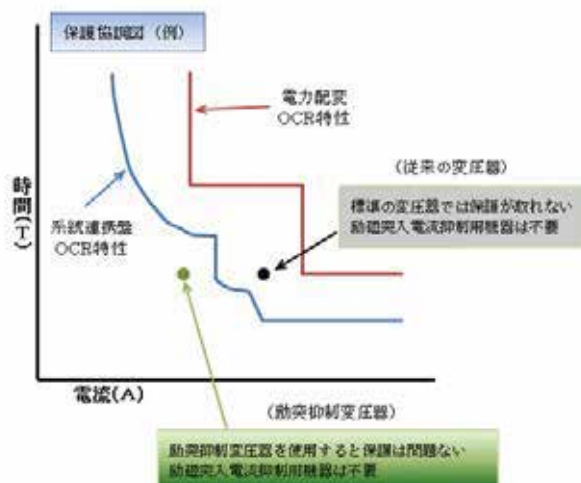 保護協調図（例）
電力配変
OCR特性
（従来の変圧器）
標準の変圧器では保護が取れない
励磁突入電流抑制用機器は不要
系統連携盤
OCR特性
時間(T)
電流(A)
（励突抑制変圧器）
励突抑制変圧器を使用すると保護は問題ない
励磁突入電流抑制用機器は不要